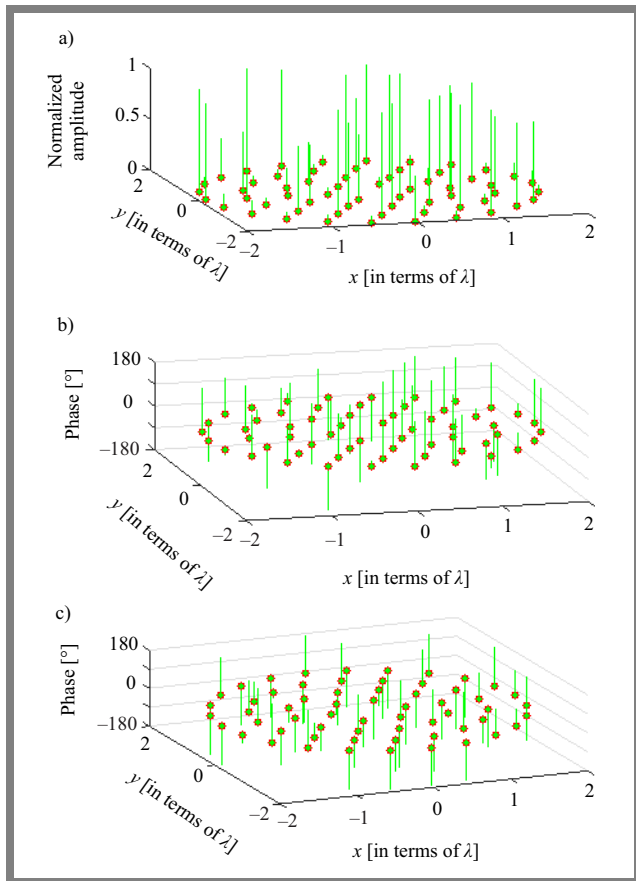 a)
1
Normalized
amplitude
0.5
0
2
0
−2
y [in terms of λ]
−2
−1
0
1
2
x [in terms of λ]
b)
180
Phase [°]
0
−180
2
0
−2
y [in terms of λ]
−2
−1
0
1
2
x [in terms of λ]
c)
180
Phase [°]
0
−180
2
0
−2
y [in terms of λ]
−2
−1
0
1
2
x [in terms of λ]